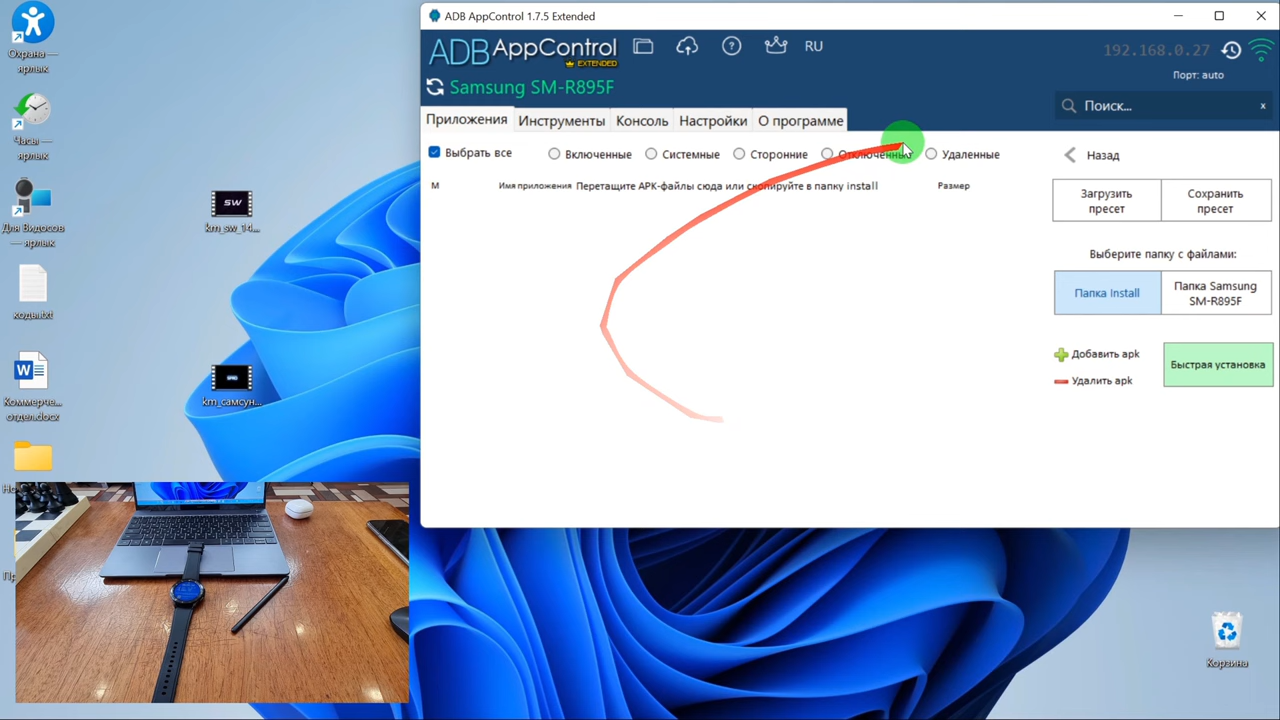 ADB AppControl 1.7.5 Extended
ADB AppControl
EXTENDED
RU
192.168.0.27
Порт: auto
Samsung SM-R895F
Поиск...
x
Приложения
Инструменты
Консоль
Настройки
О программе
Выбрать все
Включенные
Системные
Сторонние
Отключенные
Удаленные
Назад
М
Имя приложения
Перетащите APK-файлы сюда или скопируйте в папку install
Размер
Загрузить
пресет
Сохранить
пресет
Выберите папку с файлами:
Папка Install
Папка Samsung
SM-R895F
Добавить apk
Удалить apk
Быстрая установка
Охрана —
ярлык
Часы —
ярлык
Для Видосов
— ярлык
коды.txt
W
Коммерче...
отдел.docx
SW
km_sw_14...
km_самсун...
Корзина